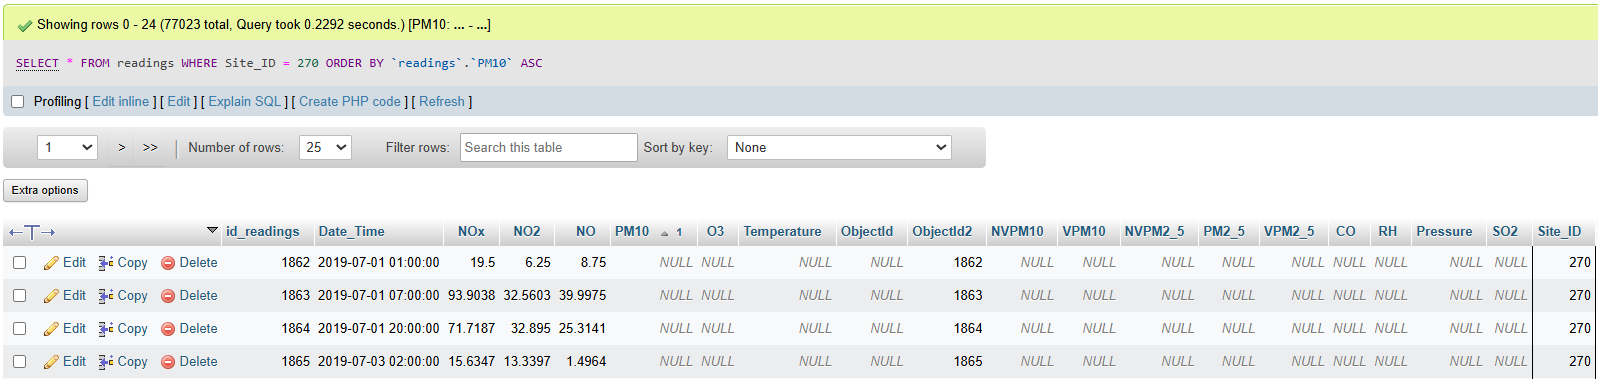 Showing rows 0 - 24 (77023 total, Query took 0.2292 seconds.) [PM10: ... - ...]
SELECT * FROM readings WHERE Site_ID = 270 ORDER BY `readings`.`PM10` ASC
Profiling [ Edit inline ] [ Edit ] [ Explain SQL ] [ Create PHP code ] [ Refresh ]
1 > >> | Number of rows: 25 Filter rows: Search this table Sort by key: None
Extra options
←T→ id_readings Date_Time NOx NO2 NO PM10 1 O3 Temperature ObjectId ObjectId2 NVPM10 VPM10 NVPM2_5 PM2_5 VPM2_5 CO RH Pressure SO2 Site_ID
Edit Copy Delete 1862 2019-07-01 01:00:00 19.5 6.25 8.75 NULL NULL NULL NULL 1862 NULL NULL NULL NULL NULL NULL NULL NULL NULL 270
Edit Copy Delete 1863 2019-07-01 07:00:00 93.9038 32.5603 39.9975 NULL NULL NULL NULL 1863 NULL NULL NULL NULL NULL NULL NULL NULL NULL 270
Edit Copy Delete 1864 2019-07-01 20:00:00 71.7187 32.895 25.3141 NULL NULL NULL NULL 1864 NULL NULL NULL NULL NULL NULL NULL NULL NULL 270
Edit Copy Delete 1865 2019-07-03 02:00:00 15.6347 13.3397 1.4964 NULL NULL NULL NULL 1865 NULL NULL NULL NULL NULL NULL NULL NULL NULL 270